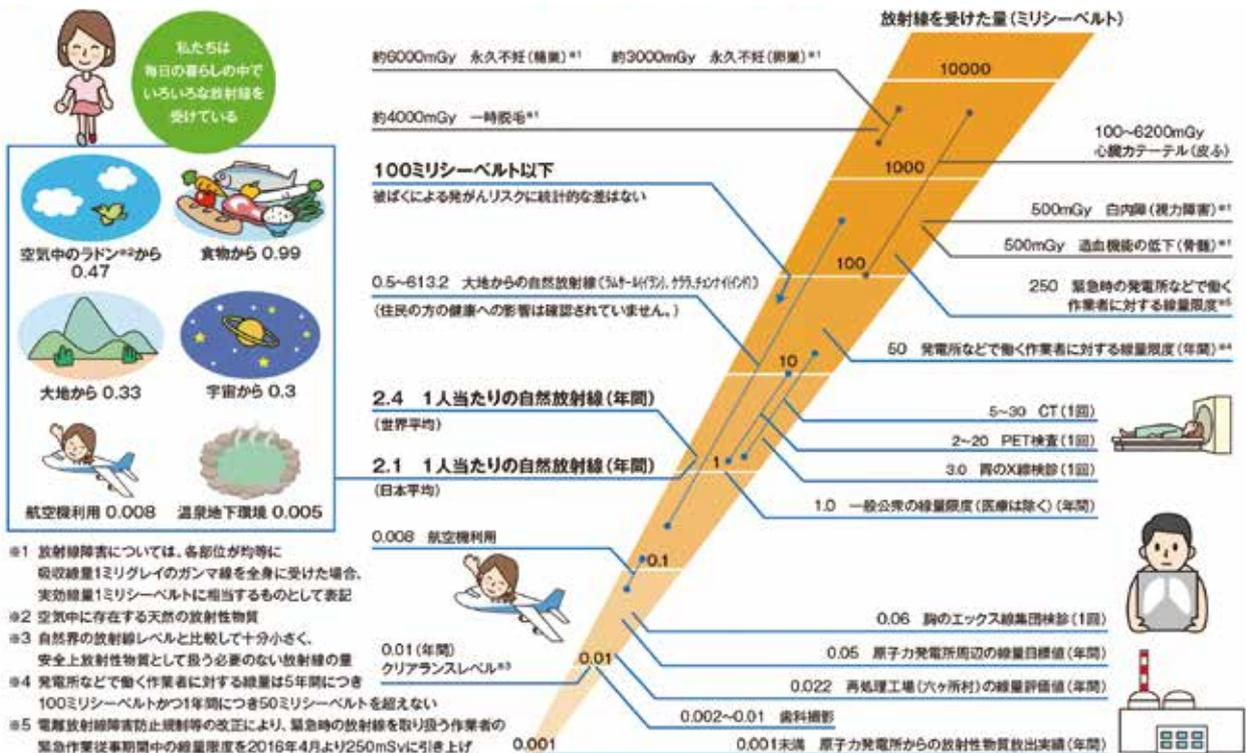 放射線を受けた量(ミリシーベルト)
私たちは
毎日の暮らしの中で
いろいろな放射線を
受けている
空気中のラドン※2から
0.47
食物から 0.99
大地から 0.33
宇宙から 0.3
航空機利用 0.008
温泉地下環境 0.005
約6000mGy 永久不妊(精巣)※1
約3000mGy 永久不妊(卵巣)※1
約4000mGy 一時脱毛※1
100ミリシーベルト以下
被ばくによる発がんリスクに統計的な差はない
0.5~613.2 大地からの自然放射線(ラムサール(イラン)、ケララ、チェンナイ(インド))
(住民の方の健康への影響は確認されていません。)
2.4 1人当たりの自然放射線(年間)
(世界平均)
2.1 1人当たりの自然放射線(年間)
(日本平均)
0.008 航空機利用
0.01(年間)
クリアランスレベル※3
10000
1000
100
10
1
0.1
0.01
0.001
100~6200mGy
心臓カテーテル(皮ふ)
500mGy 白内障(視力障害)※1
500mGy 造血機能の低下(骨髄)※1
250 緊急時の発電所などで働く
作業者に対する線量限度※5
50 発電所などで働く作業者に対する線量限度(年間)※4
5~30 CT(1回)
2~20 PET検査(1回)
3.0 胃のX線検診(1回)
1.0 一般公衆の線量限度(医療は除く)(年間)
0.06 胸のエックス線集団検診(1回)
0.05 原子力発電所周辺の線量目標値(年間)
0.022 再処理工場(六ヶ所村)の線量評価値(年間)
0.002~0.01 歯科撮影
0.001未満 原子力発電所からの放射性物質放出実績(年間)
※1 放射線障害については、各部位が均等に
吸収線量1ミリグレイのガンマ線を全身に受けた場合、
実効線量1ミリシーベルトに相当するものとして表記
※2 空気中に存在する天然の放射性物質
※3 自然界の放射線レベルと比較して十分小さく、
安全上放射性物質として扱う必要のない放射線の量
※4 発電所などで働く作業者に対する線量は5年間につき
100ミリシーベルトかつ1年間につき50ミリシーベルトを超えない
※5 電離放射線障害防止規制等の改正により、緊急時の放射線を取り扱う作業者の
緊急作業従事期間中の線量限度を2016年4月より250mSvに引き上げ